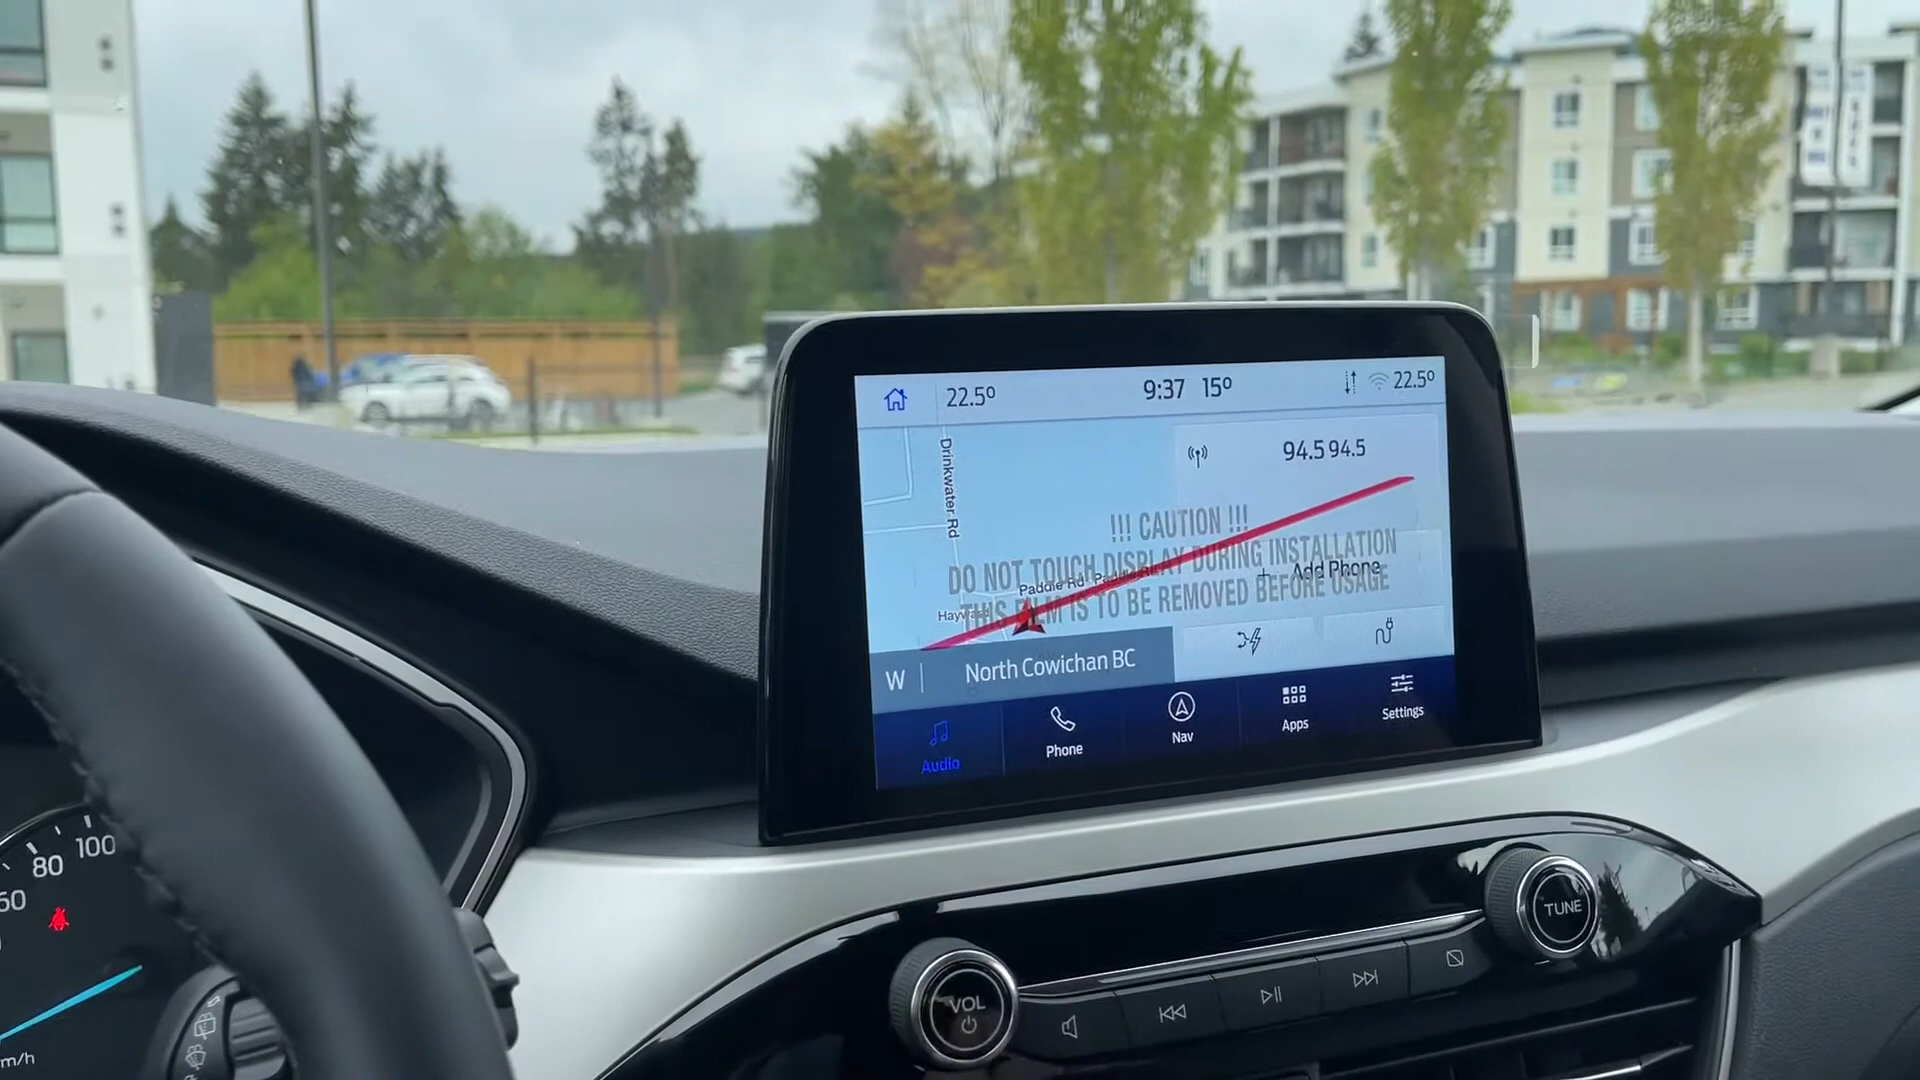 22.5°
9:37 15°
22.5°
Drinkwater Rd
94.5 94.5
!!! CAUTION !!!
DO NOT TOUCH DISPLAY DURING INSTALLATION
+ Add Phone
Paddle Rd
THIS FILM IS TO BE REMOVED BEFORE USAGE
W
North Cowichan BC
Audio
Phone
Nav
Apps
Settings
60
80
100
TUNE
VOL
m/h